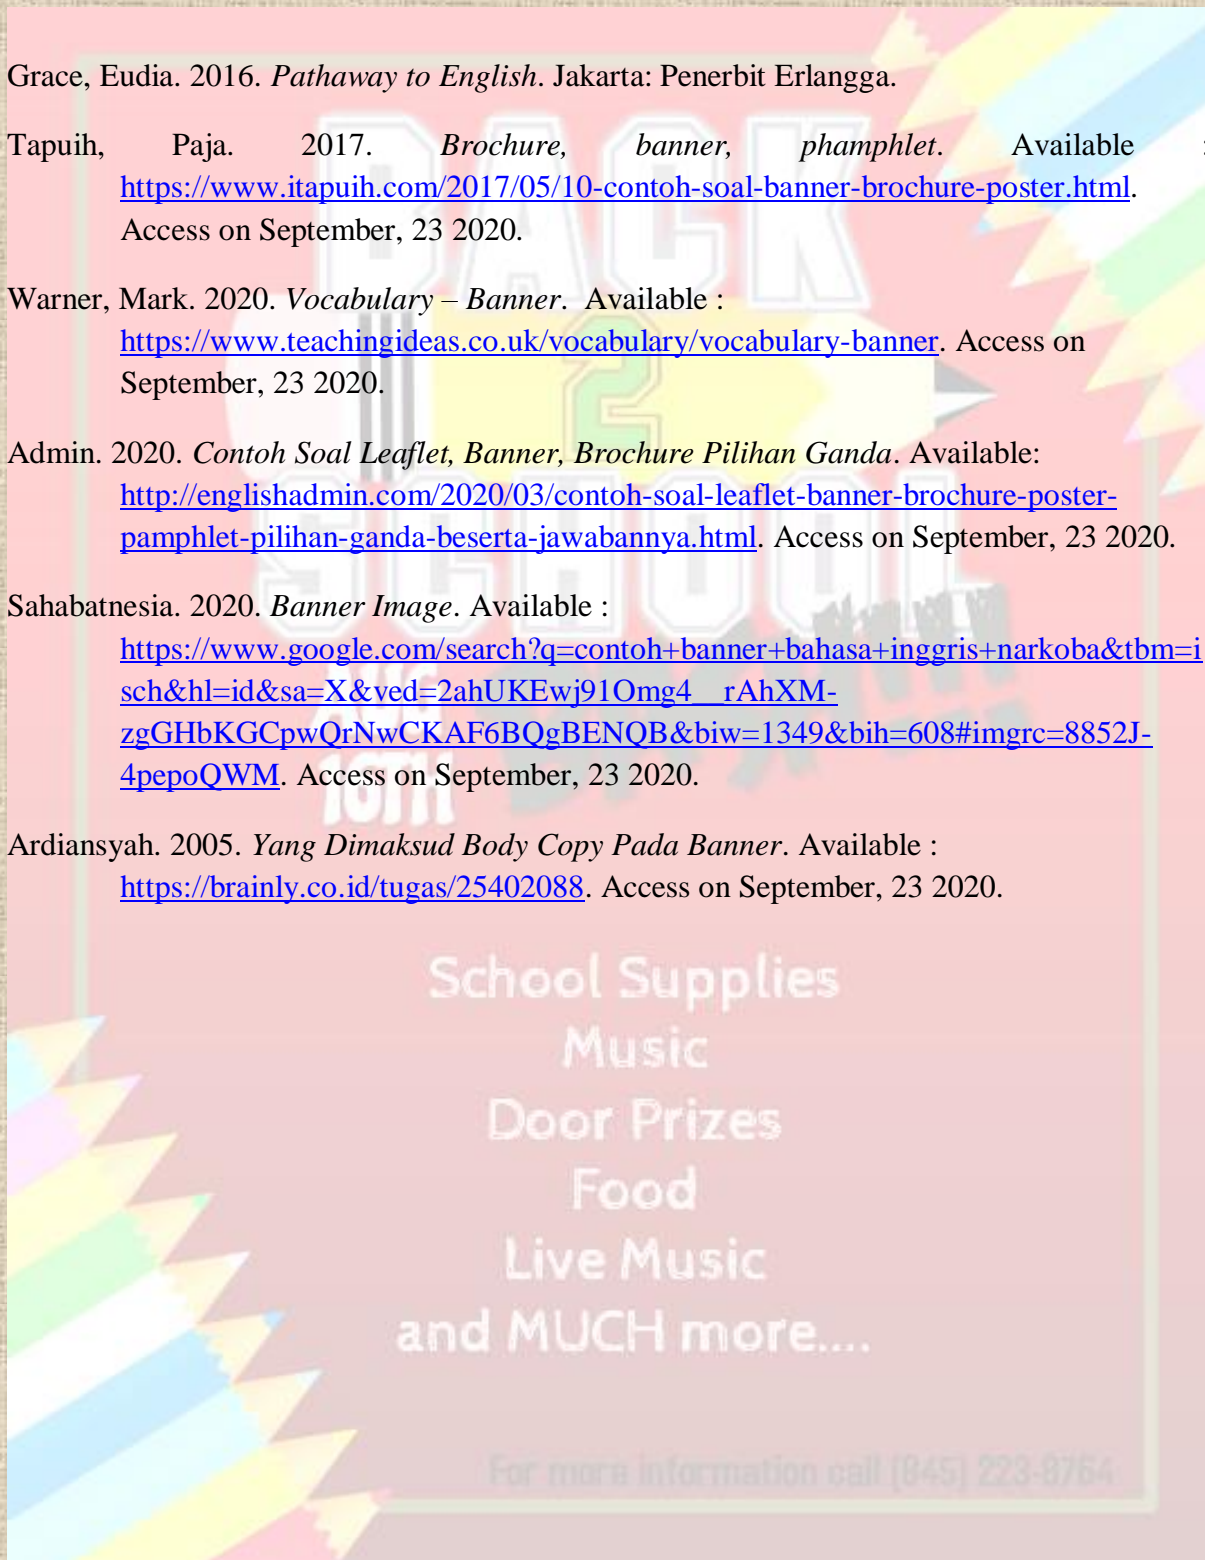 Grace, Eudia. 2016. Pathaway to English. Jakarta: Penerbit Erlangga.
Tapuih, Paja. 2017. Brochure, banner, phamphlet. Available :
https://www.itapuih.com/2017/05/10-contoh-soal-banner-brochure-poster.html.
Access on September, 23 2020.
Warner, Mark. 2020. Vocabulary – Banner. Available :
https://www.teachingideas.co.uk/vocabulary/vocabulary-banner. Access on
September, 23 2020.
Admin. 2020. Contoh Soal Leaflet, Banner, Brochure Pilihan Ganda. Available:
http://englishadmin.com/2020/03/contoh-soal-leaflet-banner-brochure-poster-
pamphlet-pilihan-ganda-beserta-jawabannya.html. Access on September, 23 2020.
Sahabatnesia. 2020. Banner Image. Available :
https://www.google.com/search?q=contoh+banner+bahasa+inggris+narkoba&tbm=i
sch&hl=id&sa=X&ved=2ahUKEwj91Omg4__rAhXM-
zgGHbKGCpwQrNwCKAF6BQgBENQB&biw=1349&bih=608#imgrc=8852J-
4pepoQWM. Access on September, 23 2020.
Ardiansyah. 2005. Yang Dimaksud Body Copy Pada Banner. Available :
https://brainly.co.id/tugas/25402088. Access on September, 23 2020.
BACK
2
SCHOOL
AUG
18TH
School Supplies
Music
Door Prizes
Food
Live Music
and MUCH more....
For more information call (845) 223-8764